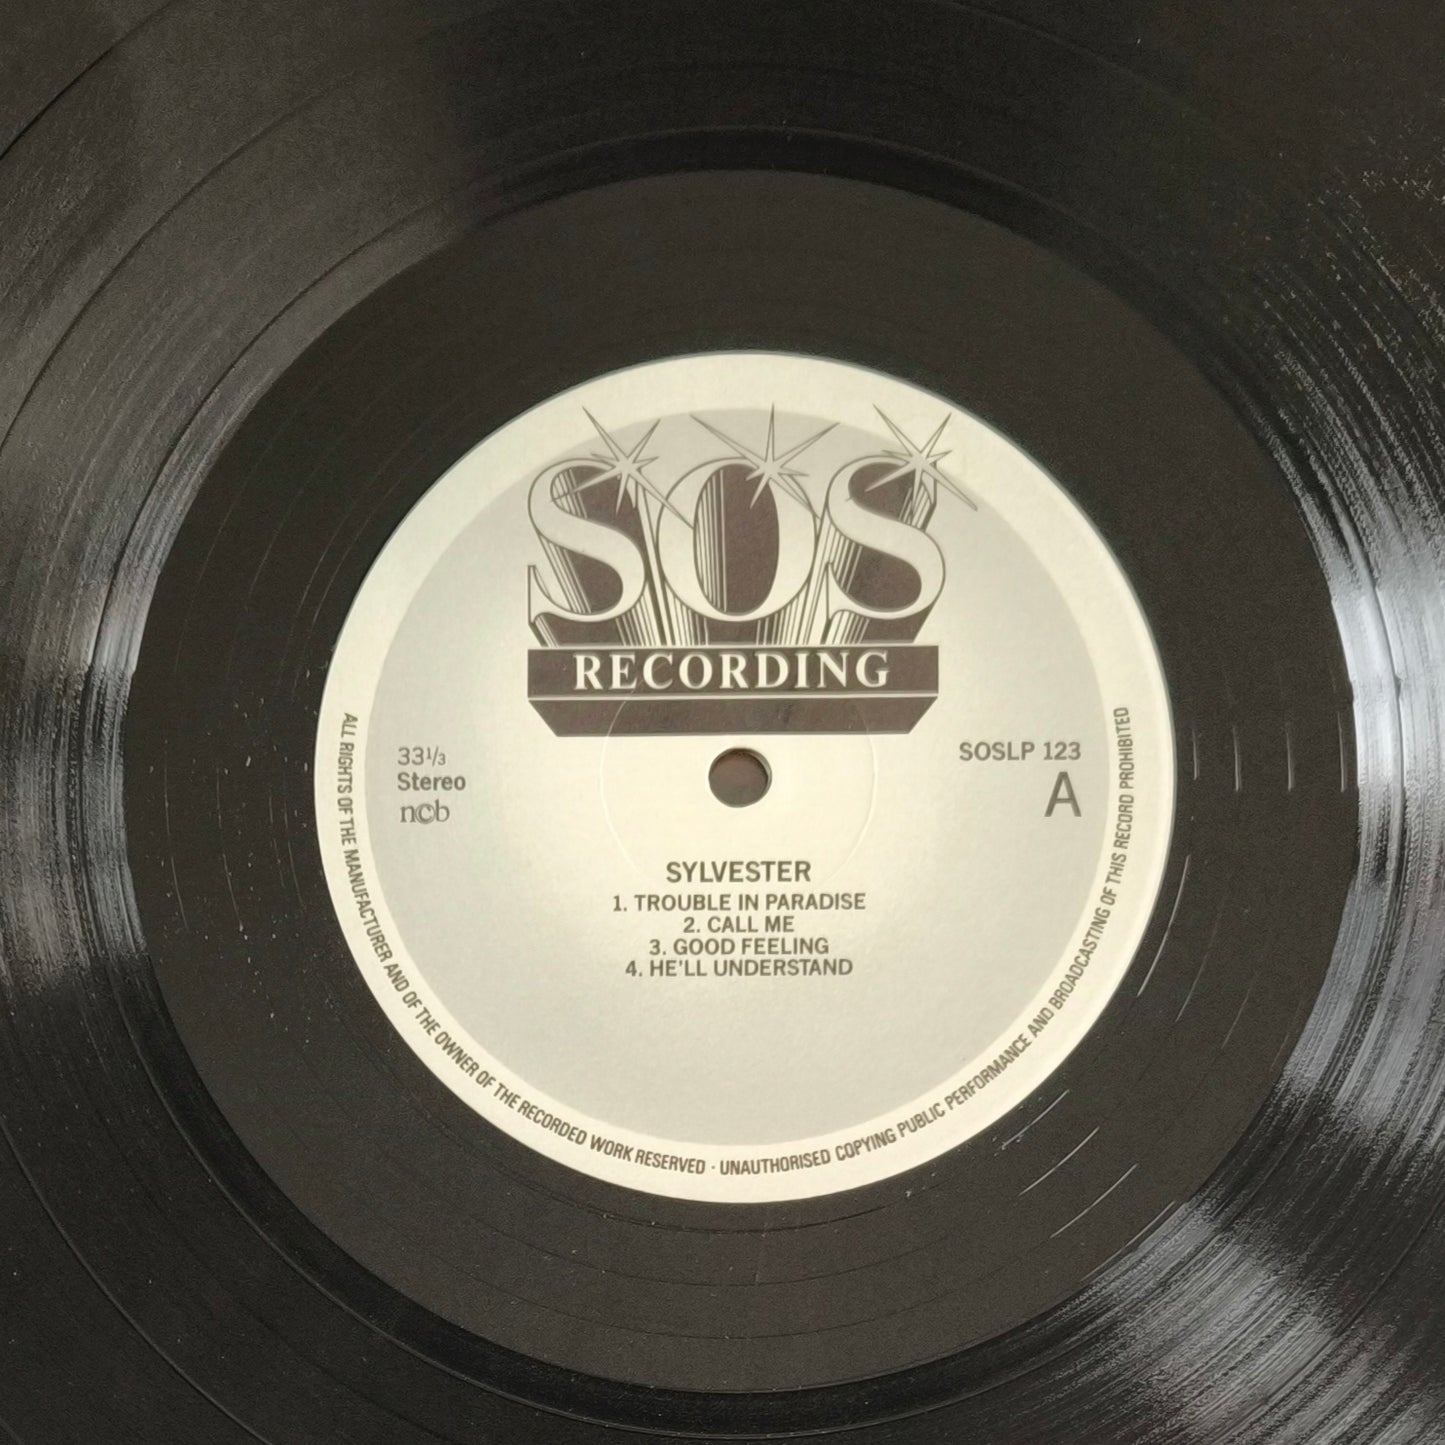 SOS
RECORDING
33⅓
Stereo
ncb
SOSLP 123
A
SYLVESTER
1. TROUBLE IN PARADISE
2. CALL ME
3. GOOD FEELING
4. HE'LL UNDERSTAND
ALL RIGHTS OF THE MANUFACTURER AND OF THE OWNER OF THE RECORDED WORK RESERVED · UNAUTHORISED COPYING PUBLIC PERFORMANCE AND BROADCASTING OF THIS RECORD PROHIBITED